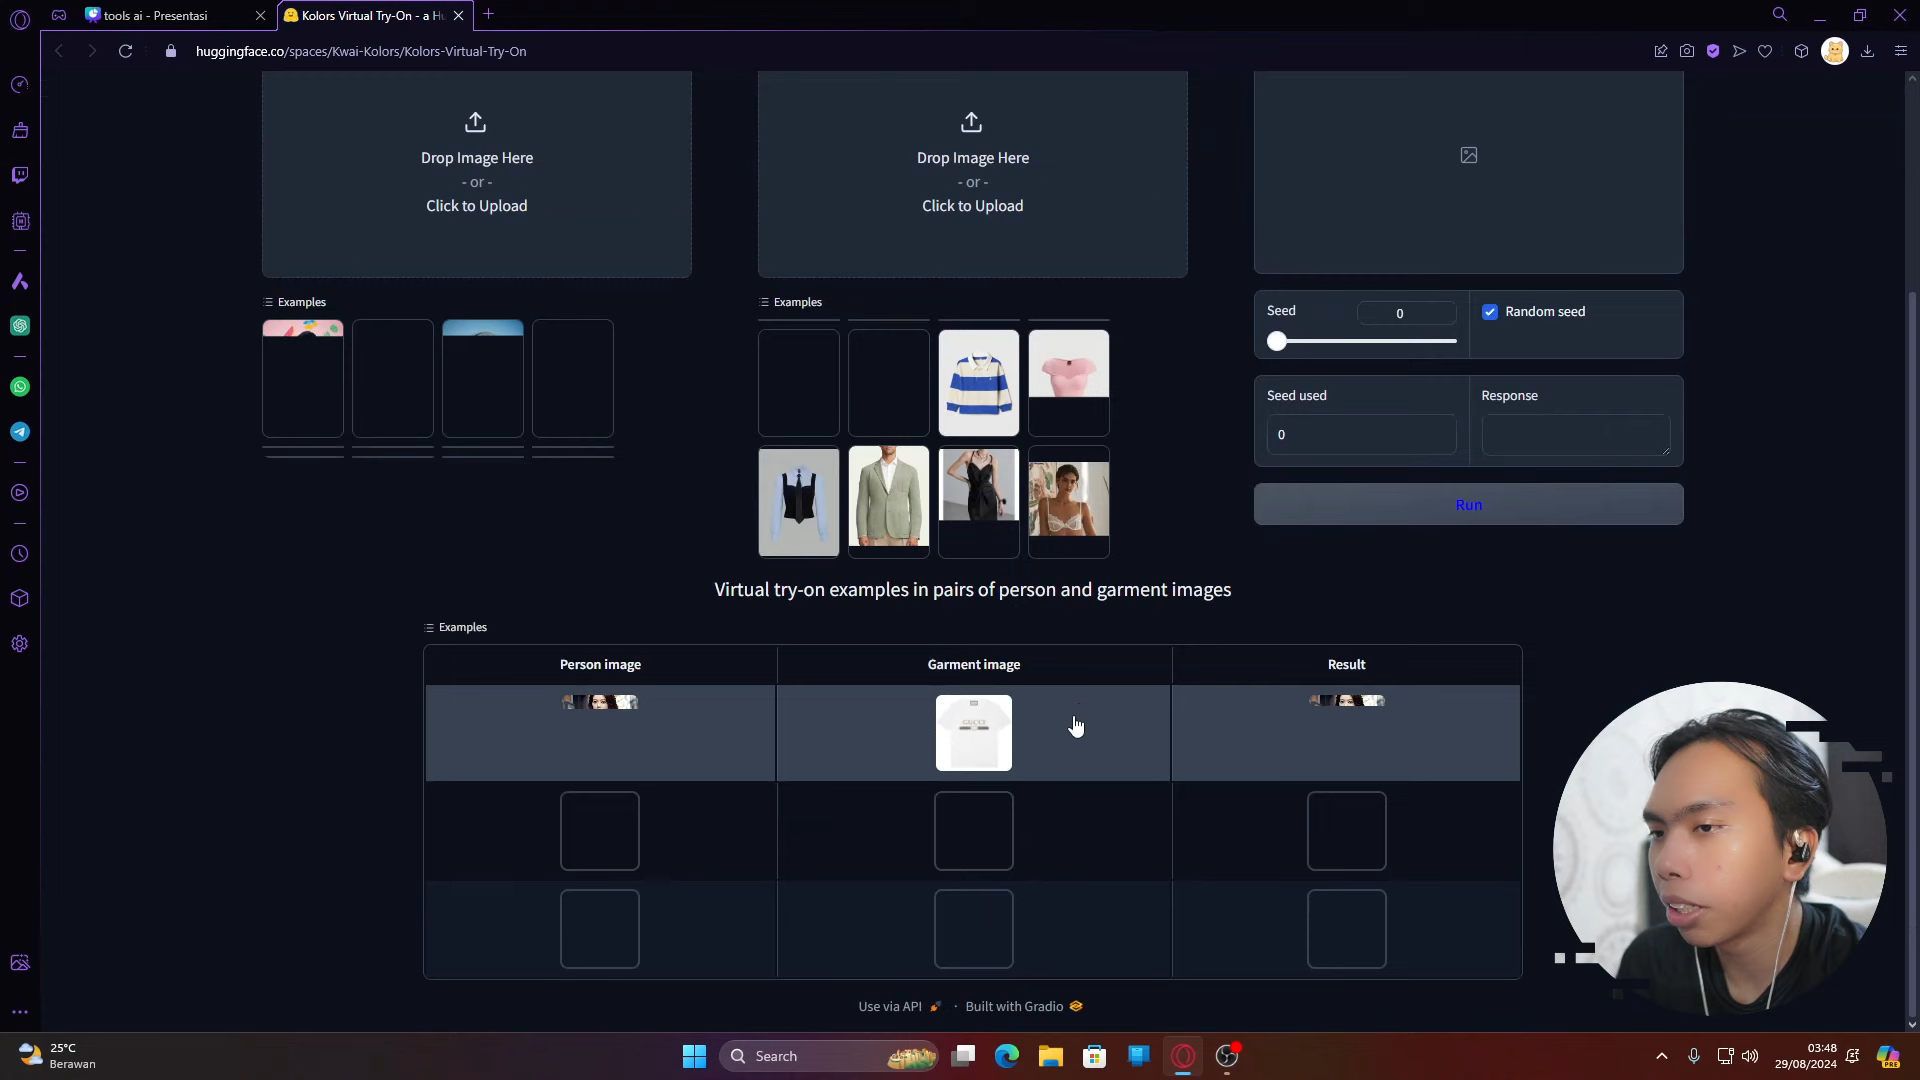 tools ai - Presentasi
Kolors Virtual Try-On - a Hu
huggingface.co/spaces/Kwai-Kolors/Kolors-Virtual-Try-On
Drop Image Here
- or -
Click to Upload
Drop Image Here
- or -
Click to Upload
Examples
Examples
Seed
0
Random seed
Seed used
0
Response
Run
Virtual try-on examples in pairs of person and garment images
Examples
Person image
Garment image
Result
GUCCI
Use via API
·
Built with Gradio
25°C
Berawan
Search
03:48
29/08/2024
PRE